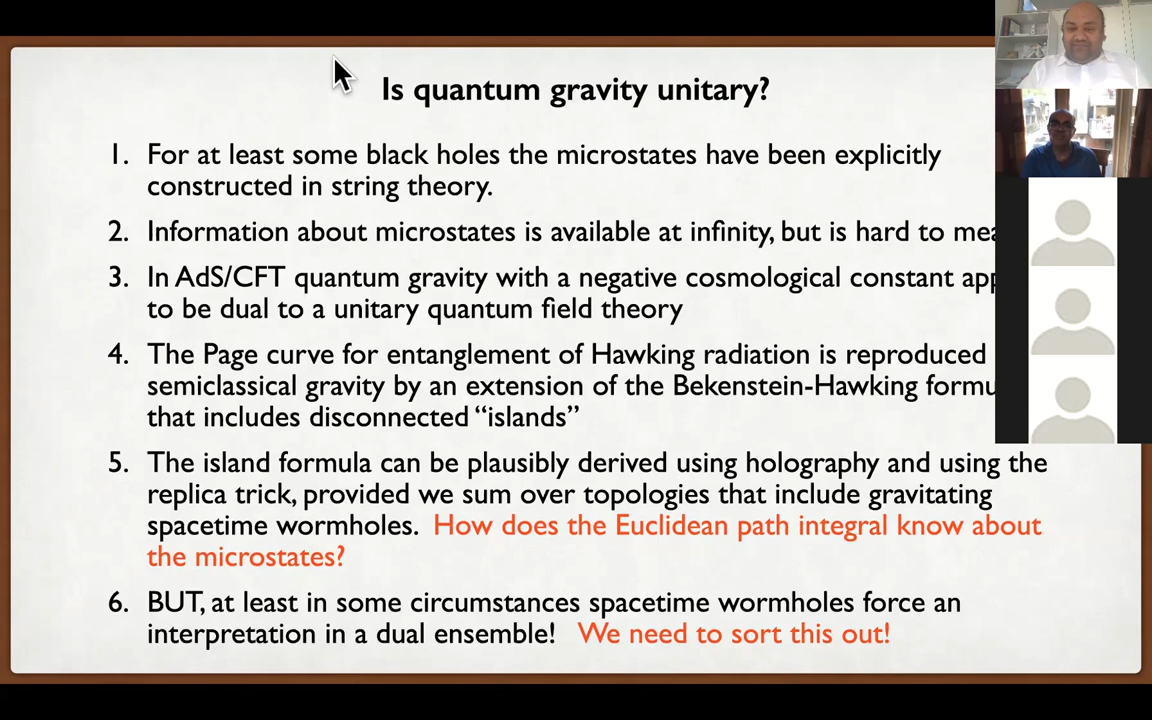 Is quantum gravity unitary?
1. For at least some black holes the microstates have been explicitly
constructed in string theory.
2. Information about microstates is available at infinity, but is hard to
3. In AdS/CFT quantum gravity with a negative cosmological constant
to be dual to a unitary quantum field theory
4. The Page curve for entanglement of Hawking radiation is reproduced
semiclassical gravity by an extension of the Bekenstein-Hawking
that includes disconnected “islands”
5. The island formula can be plausibly derived using holography and using the
replica trick, provided we sum over topologies that include gravitating
spacetime wormholes. How does the Euclidean path integral know about
the microstates?
6. BUT, at least in some circumstances spacetime wormholes force an
interpretation in a dual ensemble! We need to sort this out!